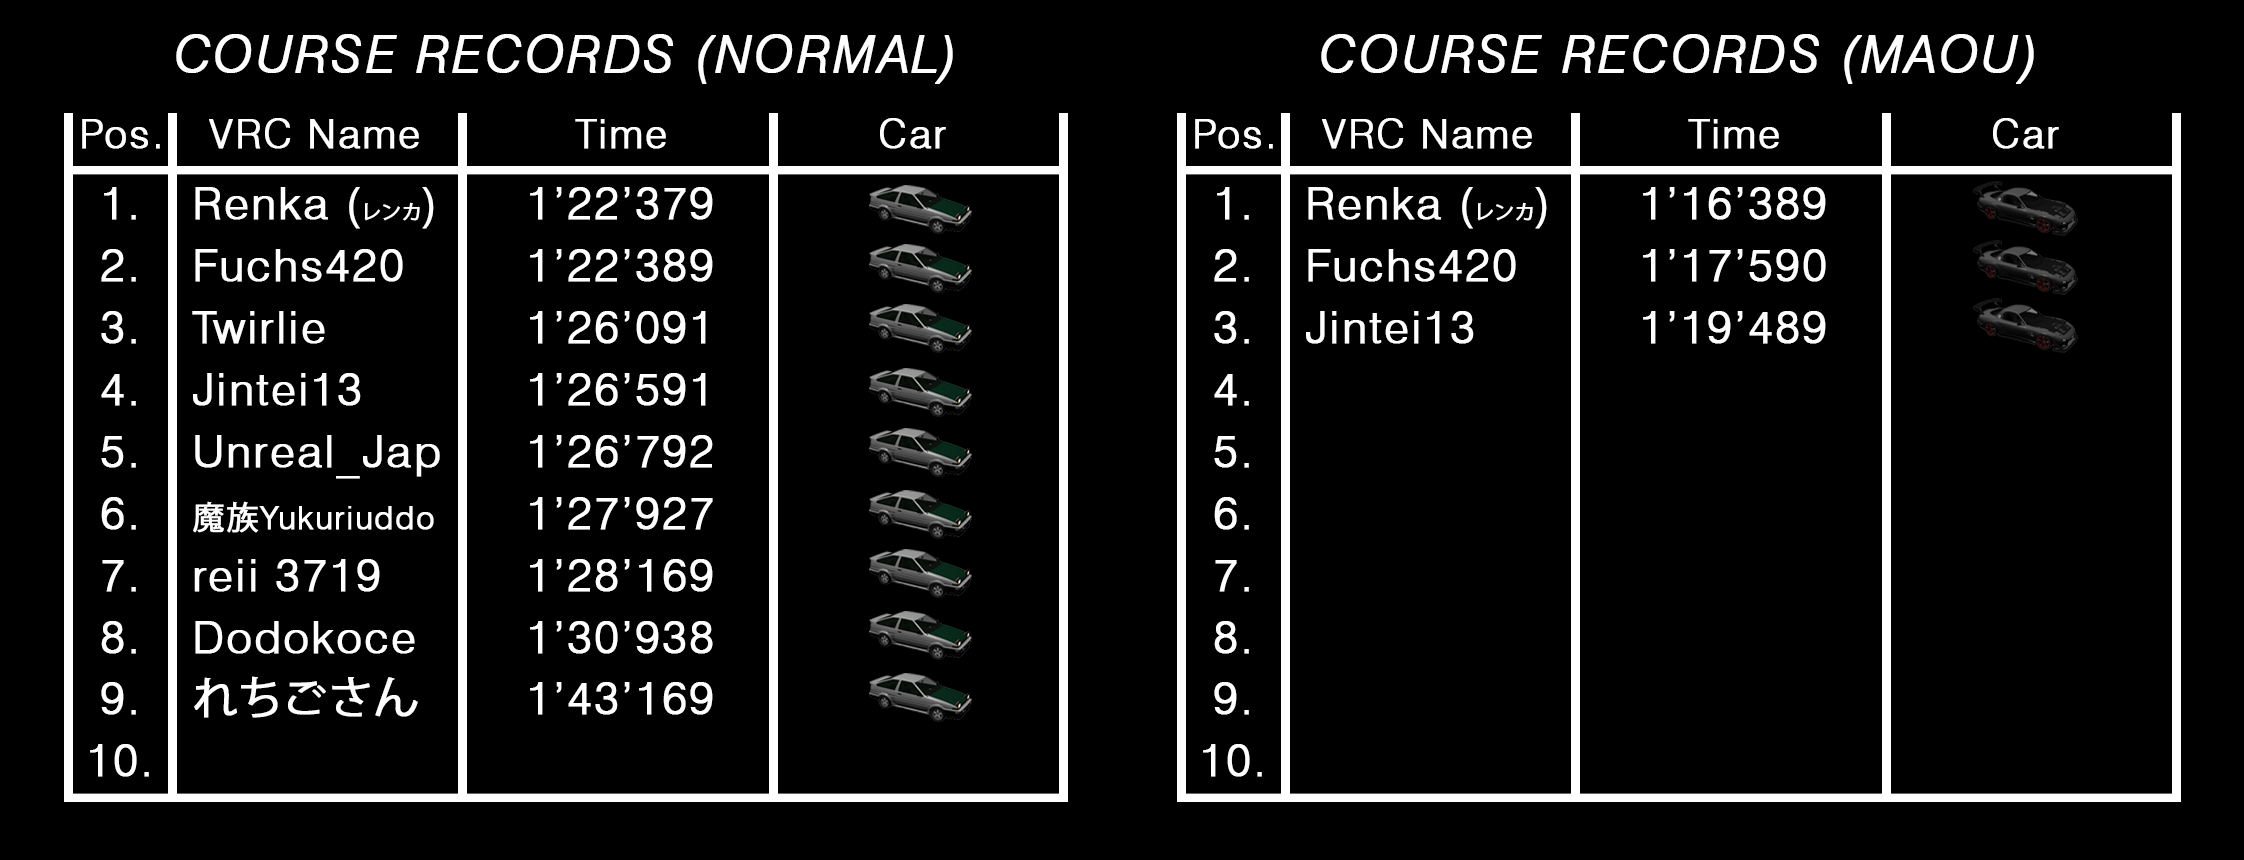 COURSE RECORDS (NORMAL)
Pos. VRC Name Time Car
1. Renka (レンカ) 1’22’379
2. Fuchs420 1’22’389
3. Twirlie 1’26’091
4. Jintei13 1’26’591
5. Unreal_Jap 1’26’792
6. 魔族Yukuriuddo 1’27’927
7. reii 3719 1’28’169
8. Dodokoce 1’30’938
9. れちごさん 1’43’169
10.
COURSE RECORDS (MAOU)
Pos. VRC Name Time Car
1. Renka (レンカ) 1’16’389
2. Fuchs420 1’17’590
3. Jintei13 1’19’489
4.
5.
6.
7.
8.
9.
10.